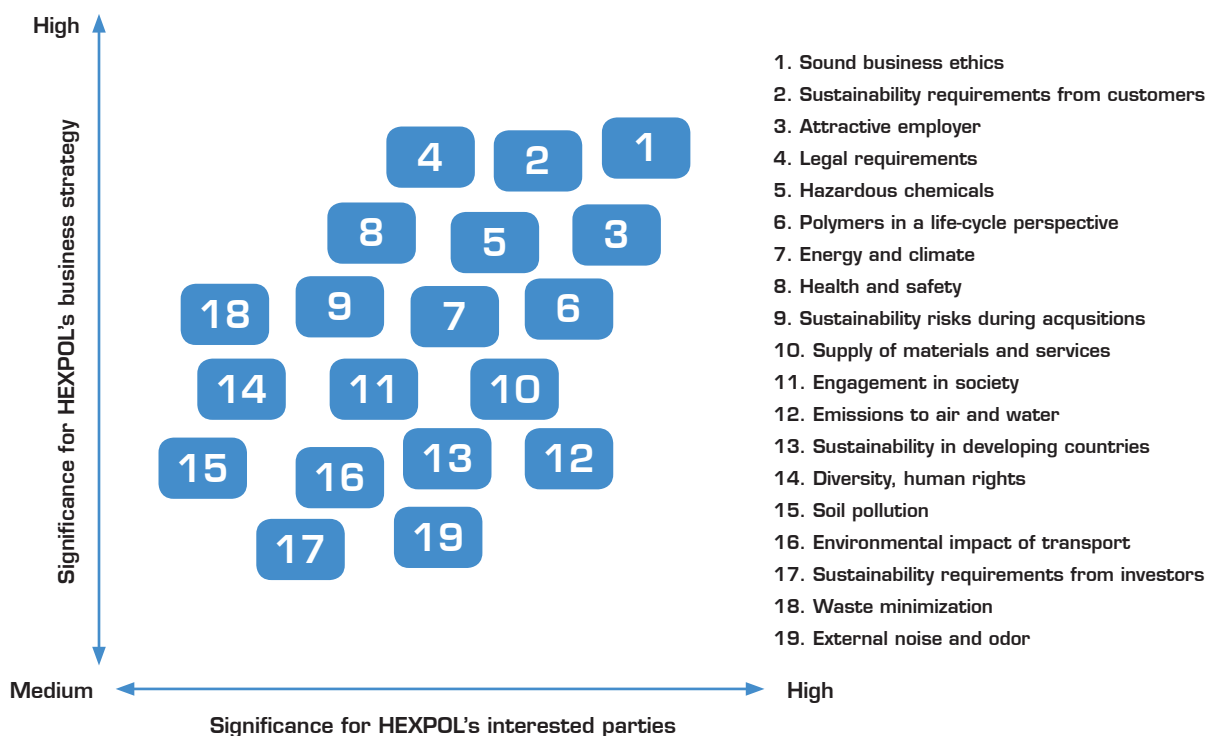 High
Significance for HEXPOL's business strategy
4
2
1
8
5
3
18
9
7
6
14
11
10
15
16
13
12
17
19
Medium
High
Significance for HEXPOL's interested parties
1. Sound business ethics
2. Sustainability requirements from customers
3. Attractive employer
4. Legal requirements
5. Hazardous chemicals
6. Polymers in a life-cycle perspective
7. Energy and climate
8. Health and safety
9. Sustainability risks during acqusitions
10. Supply of materials and services
11. Engagement in society
12. Emissions to air and water
13. Sustainability in developing countries
14. Diversity, human rights
15. Soil pollution
16. Environmental impact of transport
17. Sustainability requirements from investors
18. Waste minimization
19. External noise and odor